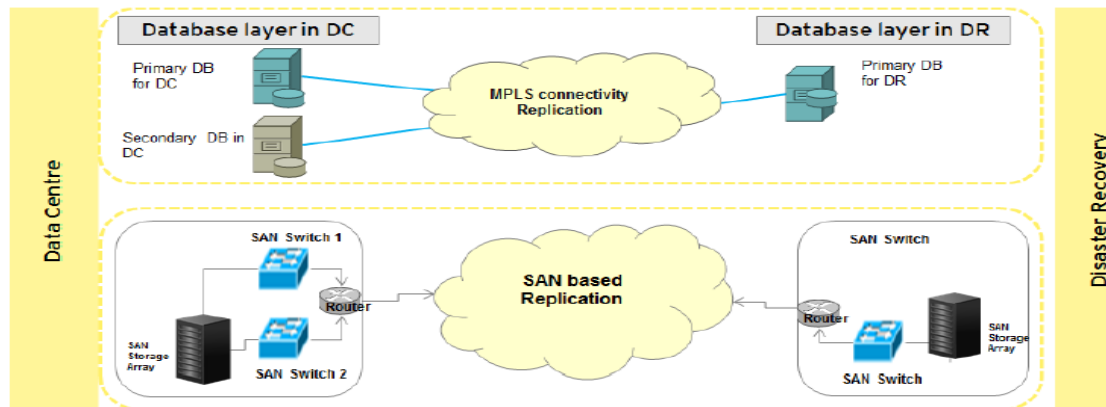 Database layer in DC
Database layer in DR
Primary DB
for DC
MPLS connectivity
Replication
Primary DB
for DR
Secondary DB in
DC
Data Centre
Disaster Recovery
SAN Switch 1
SAN Switch
SAN based
Replication
Router
Router
SAN
Storage
Array
SAN
Storage
Array
SAN Switch 2
SAN Switch